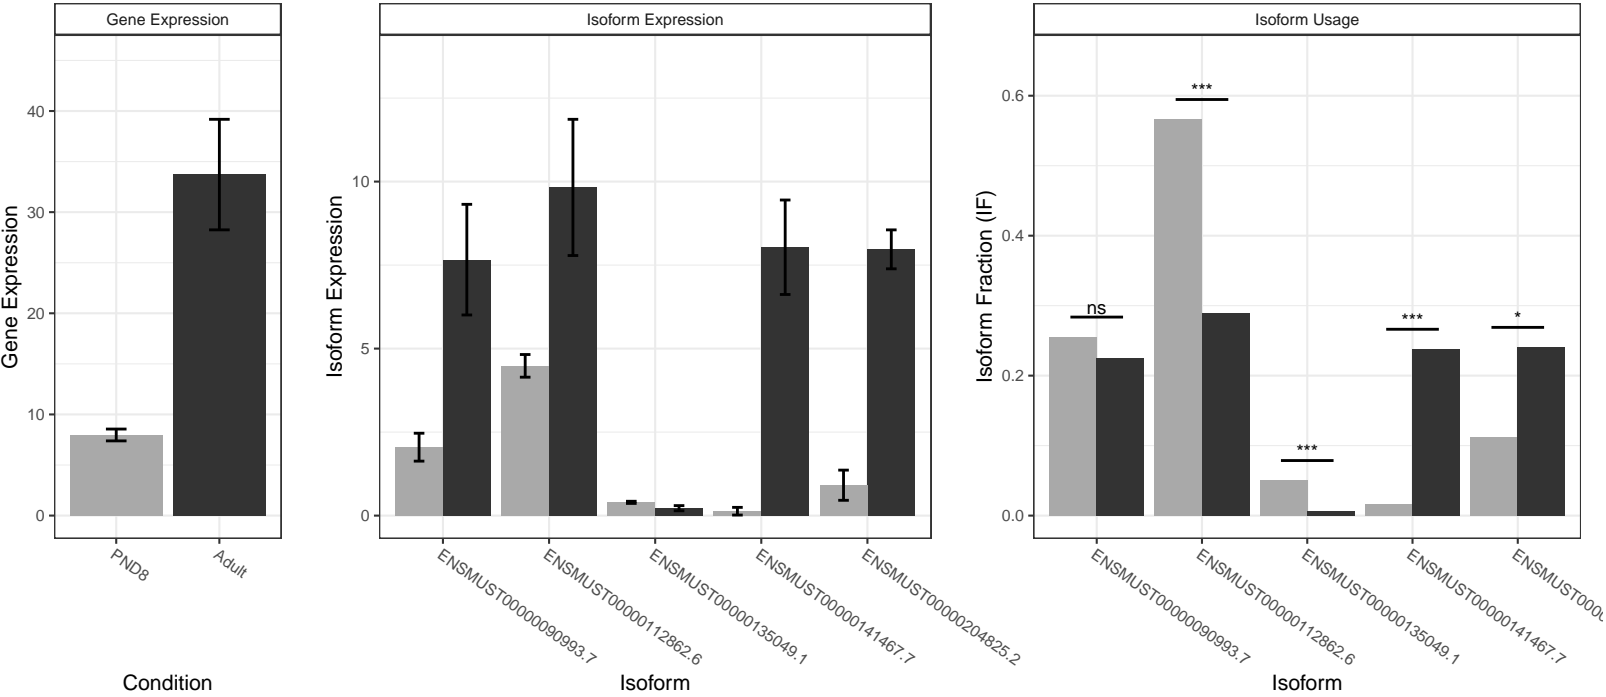 Gene Expression
Isoform Expression
Isoform Usage
Gene Expression
40
30
20
10
0
PND8
Adult
Condition
Isoform Expression
10
5
0
ENSMUST00000090993.7
ENSMUST00000112862.6
ENSMUST00000135049.1
ENSMUST00000141467.7
ENSMUST00000204825.2
Isoform
Isoform Fraction (IF)
0.6
0.4
0.2
0.0
ns
***
***
***
*
ENSMUST00000090993.7
ENSMUST00000112862.6
ENSMUST00000135049.1
ENSMUST00000141467.7
Isoform